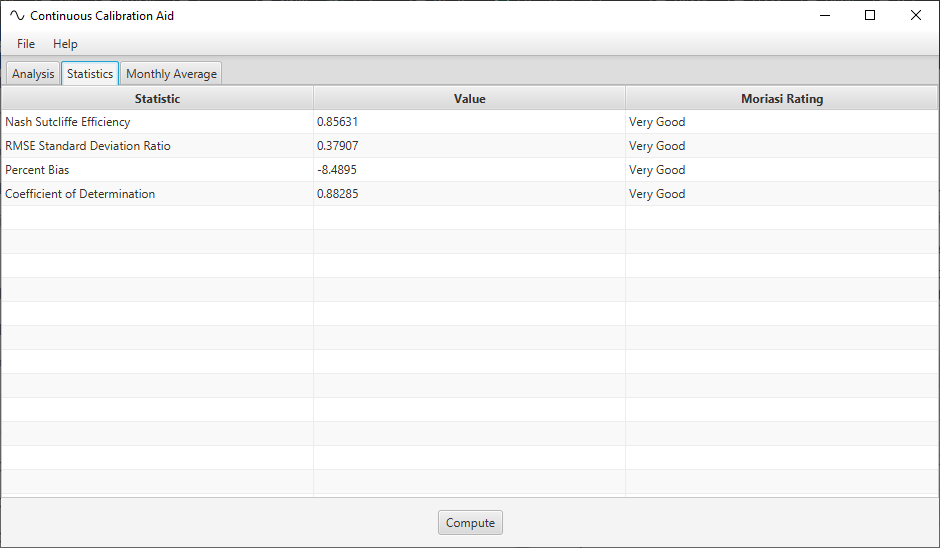 Continuous Calibration Aid
File Help
Analysis Statistics Monthly Average
Statistic Value Moriasi Rating
Nash Sutcliffe Efficiency 0.85631 Very Good
RMSE Standard Deviation Ratio 0.37907 Very Good
Percent Bias -8.4895 Very Good
Coefficient of Determination 0.88285 Very Good
Compute